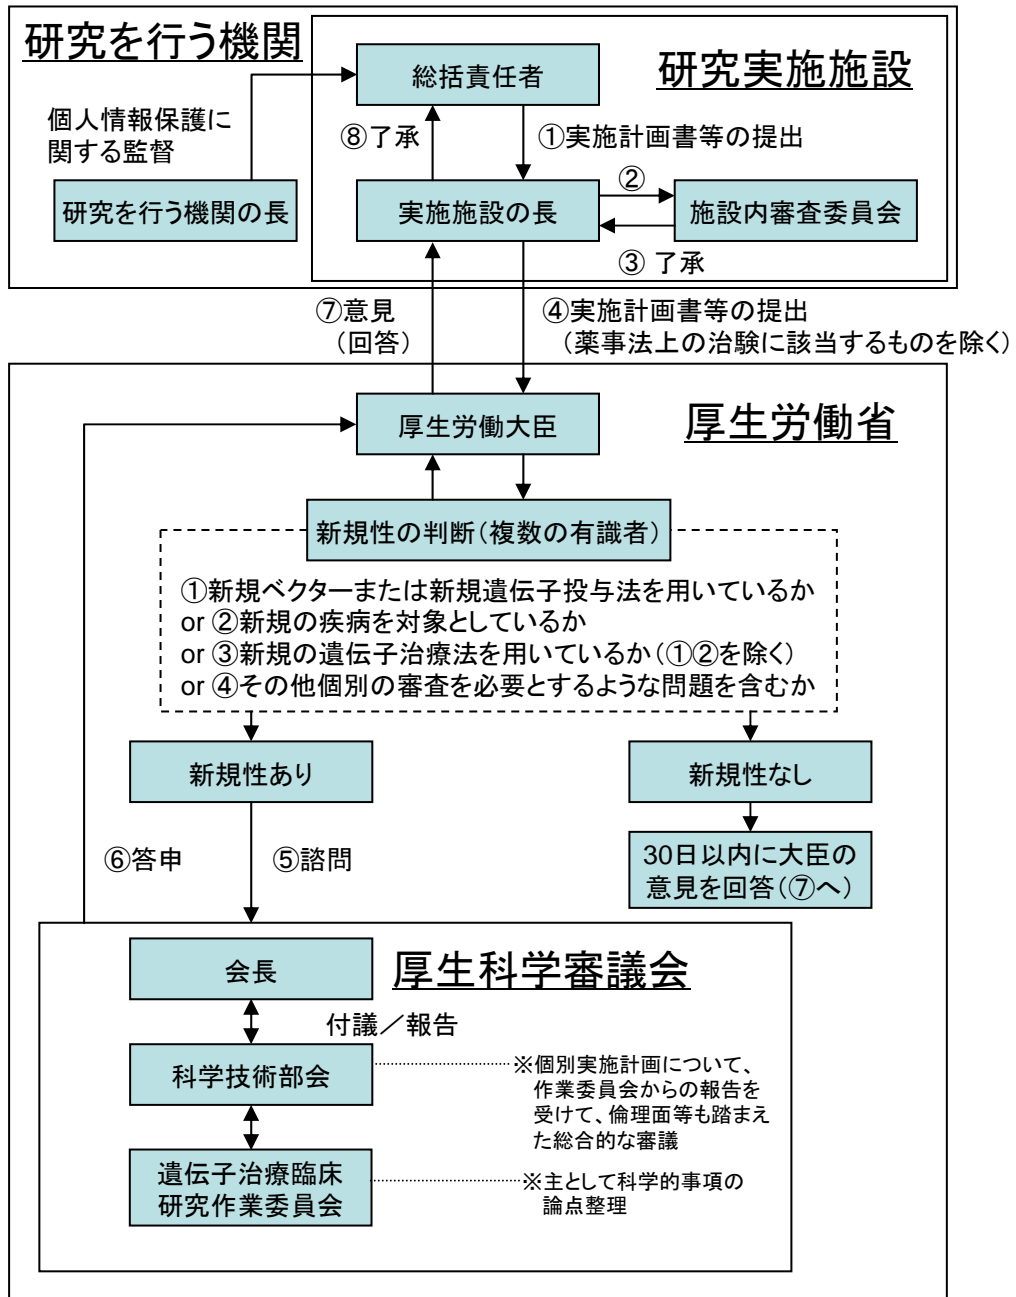 研究を行う機関
研究実施施設
総括責任者
個人情報保護に
関する監督
⑧了承
①実施計画書等の提出
研究を行う機関の長
実施施設の長
②
施設内審査委員会
③ 了承
⑦意見
（回答）
④実施計画書等の提出
（薬事法上の治験に該当するものを除く）
厚生労働省
厚生労働大臣
新規性の判断（複数の有識者）
①新規ベクターまたは新規遺伝子投与法を用いているか
or ②新規の疾病を対象としているか
or ③新規の遺伝子治療法を用いているか（①②を除く）
or ④その他個別の審査を必要とするような問題を含むか
新規性あり
新規性なし
⑥答申
⑤諮問
30日以内に大臣の
意見を回答（⑦へ）
厚生科学審議会
会長
付議／報告
科学技術部会
※個別実施計画について、
作業委員会からの報告を
受けて、倫理面等も踏まえ
た総合的な審議
遺伝子治療臨床
研究作業委員会
※主として科学的事項の
論点整理